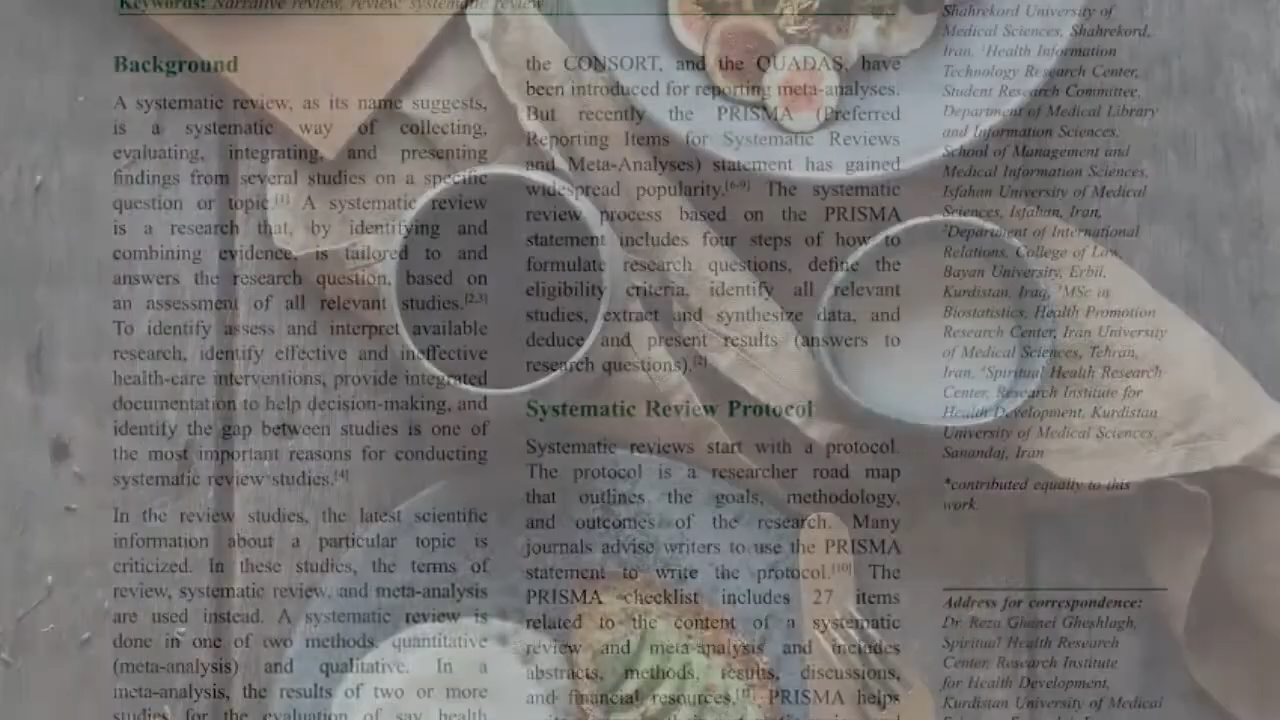 Keywords: Narrative review, review, systematic review
Background
A systematic review, as its name suggests,
is a systematic way of collecting,
evaluating, integrating, and presenting
findings from several studies on a specific
question or topic.[1] A systematic review
is a research that, by identifying and
combining evidence, is tailored to and
answers the research question, based on
an assessment of all relevant studies.[2,3]
To identify assess and interpret available
research, identify effective and ineffective
health-care interventions, provide integrated
documentation to help decision-making, and
identify the gap between studies is one of
the most important reasons for conducting
systematic review studies.[4]
In the review studies, the latest scientific
information about a particular topic is
criticized. In these studies, the terms of
review, systematic review, and meta-analysis
are used instead. A systematic review is
done in one of two methods, quantitative
(meta-analysis) and qualitative. In a
meta-analysis, the results of two or more
studies for the evaluation of say health
the CONSORT, and the QUADAS, have
been introduced for reporting meta-analyses.
But recently the PRISMA (Preferred
Reporting Items for Systematic Reviews
and Meta-Analyses) statement has gained
widespread popularity.[6-9] The systematic
review process based on the PRISMA
statement includes four steps of how to
formulate research questions, define the
eligibility criteria, identify all relevant
studies, extract and synthesize data, and
deduce and present results (answers to
research questions).[2]
Systematic Review Protocol
Systematic reviews start with a protocol.
The protocol is a researcher road map
that outlines the goals, methodology,
and outcomes of the research. Many
journals advise writers to use the PRISMA
statement to write the protocol.[10] The
PRISMA checklist includes 27 items
related to the content of a systematic
review and meta-analysis and includes
abstracts, methods, results, discussions,
and financial resources. PRISMA helps
Shahrekord University of
Medical Sciences, Shahrekord,
Iran, Health Information
Technology Research Center,
Student Research Committee,
Department of Medical Library
and Information Sciences,
School of Management and
Medical Information Sciences,
Isfahan University of Medical
Sciences, Isfahan, Iran,
2Department of International
Relations, College of Law,
Bayan University, Erbil,
Kurdistan, Iraq, 3MSc in
Biostatistics, Health Promotion
Research Center, Iran University
of Medical Sciences, Tehran,
Iran, 4Spiritual Health Research
Center, Research Institute for
Health Development, Kurdistan
University of Medical Sciences,
Sanandaj, Iran
*contributed equally to this
work.
Address for correspondence:
Dr. Reza Ghanei Gheshlagh,
Spiritual Health Research
Center, Research Institute
for Health Development,
Kurdistan University of Medical